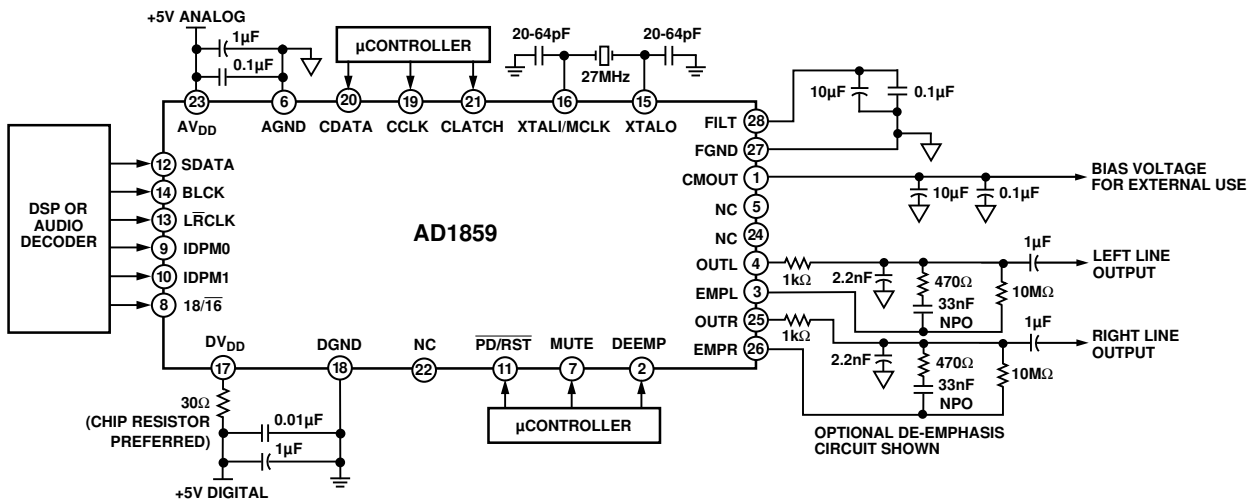 +5V ANALOG
1µF
0.1µF
µCONTROLLER
20-64pF
20-64pF
27MHz
23
6
20
19
21
16
15
AVDD
AGND
CDATA
CCLK
CLATCH
XTALI/MCLK
XTALO
DSP OR
AUDIO
DECODER
12 SDATA
14 BLCK
13 LR̅CLK
9 IDPM0
10 IDPM1
8 18/1̅6̅
AD1859
FILT 28
FGND 27
CMOUT 1
NC 5
NC 24
OUTL 4
EMPL 3
OUTR 25
EMPR 26
10µF
0.1µF
10µF
0.1µF
BIAS VOLTAGE
FOR EXTERNAL USE
1kΩ
2.2nF
470Ω
33nF
NPO
10MΩ
1µF
LEFT LINE
OUTPUT
1kΩ
2.2nF
470Ω
33nF
NPO
10MΩ
1µF
RIGHT LINE
OUTPUT
OPTIONAL DE-EMPHASIS
CIRCUIT SHOWN
DVDD
DGND
NC
P̅D̅/̅R̅S̅T̅
MUTE
DEEMP
17
18
22
11
7
2
30Ω
(CHIP RESISTOR
PREFERRED)
0.01µF
1µF
+5V DIGITAL
µCONTROLLER